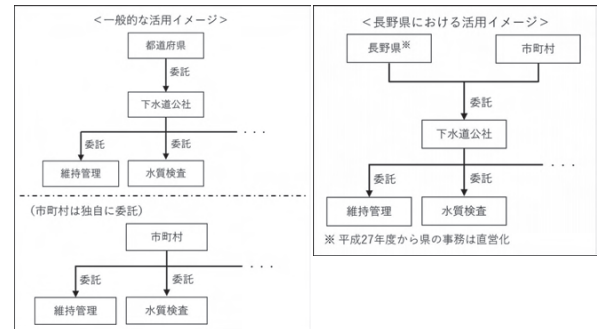 ＜一般的な活用イメージ＞
都道府県
委託
下水道公社
委託
委託
・・・
維持管理
水質検査
(市町村は独自に委託)
市町村
・・・
委託
委託
維持管理
水質検査
＜長野県における活用イメージ＞
長野県※
市町村
委託
下水道公社
・・・
委託
委託
維持管理
水質検査
※ 平成27年度から県の事務は直営化